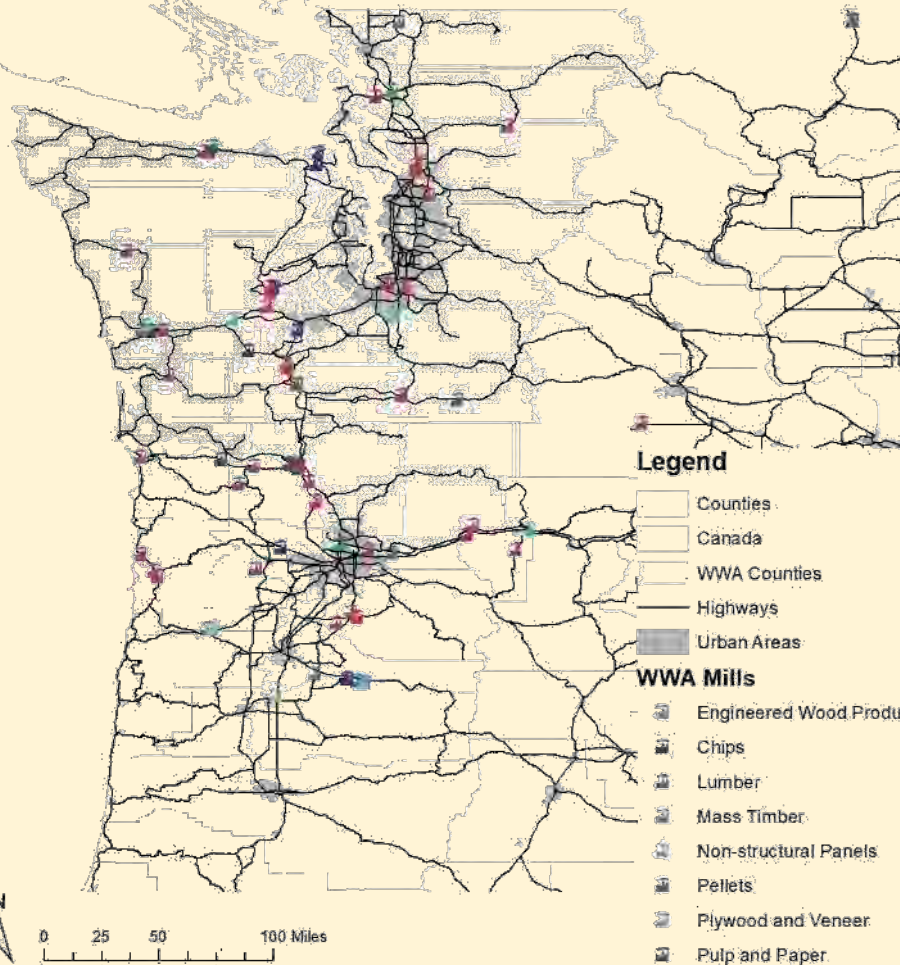 Legend
Counties
Canada
WWA Counties
Highways
Urban Areas
WWA Mills
Engineered Wood Produ
Chips
Lumber
Mass Timber
Non-structural Panels
Pellets
Plywood and Veneer
Pulp and Paper
N
0 25 50 100 Miles